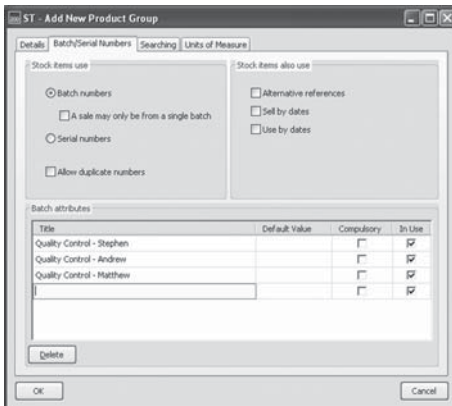 ST - Add New Product Group
Details Batch/Serial Numbers Searching Units of Measure
Stock items use
Batch numbers
A sale may only be from a single batch
Serial numbers
Allow duplicate numbers
Stock items also use
Alternative references
Sell by dates
Use by dates
Batch attributes
Title Default Value Compulsory In Use
Quality Control - Stephen
Quality Control - Andrew
Quality Control - Matthew
Delete
OK Cancel